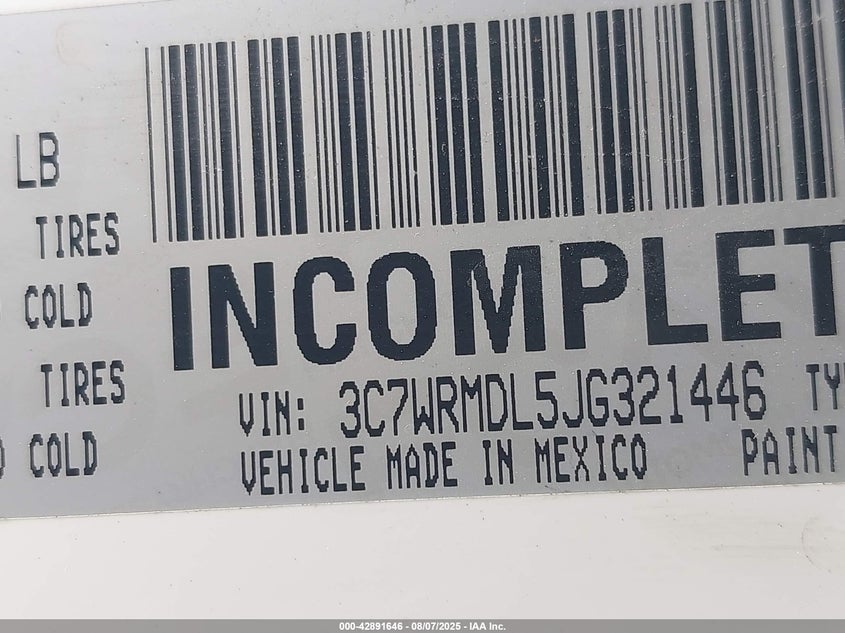 LB
TIRES
COLD
INCOMPLET
TIRES
VIN: 3C7WRMDL5JG321446 TY
COLD
VEHICLE MADE IN MEXICO PAINT
000-42891646 - 08/07/2025 - IAA Inc.